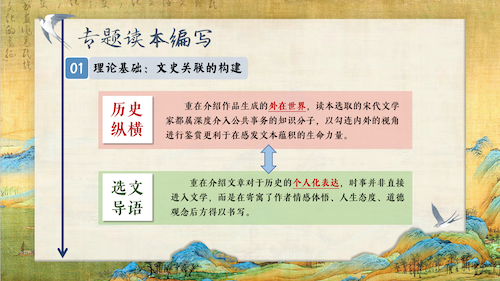 专题读本编写
01 理论基础：文史关联的构建
历史
纵横
重在介绍作品生成的外在世界，读本选取的宋代文学
家都属深度介入公共事务的知识分子，以勾连内外的视角
进行鉴赏更利于在感发文本蕴积的生命力量。
选文
导语
重在介绍文章对于历史的个人化表达，时事并非直接
进入文学，而是在寄寓了作者情感体悟、人生态度、道德
观念后方得以书写。